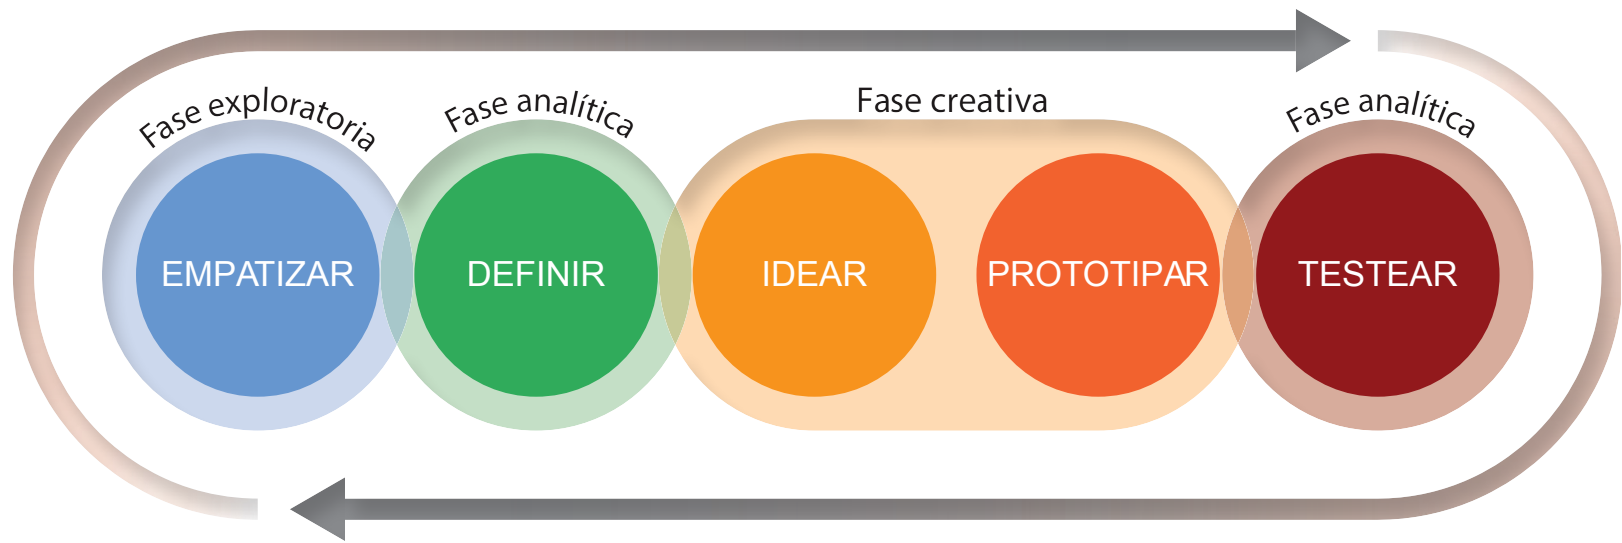 Fase exploratoria
Fase analítica
Fase creativa
Fase analítica
EMPATIZAR
DEFINIR
IDEAR
PROTOTIPAR
TESTEAR